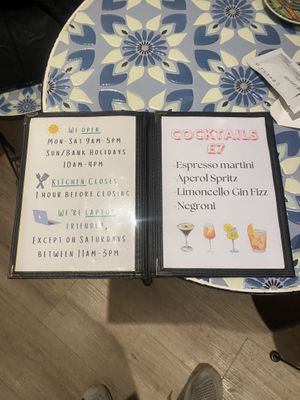 We Open
Mon-Sat 9am-5pm
Sun/Bank Holidays
10am-4pm
Kitchen Closes
1 hour before closing
We're laptop
friendly,
Except on Saturdays
between 11am-3pm
COCKTAILS
£7
-Espresso martini
-Aperol Spritz
-Limoncello Gin Fizz
-Negroni